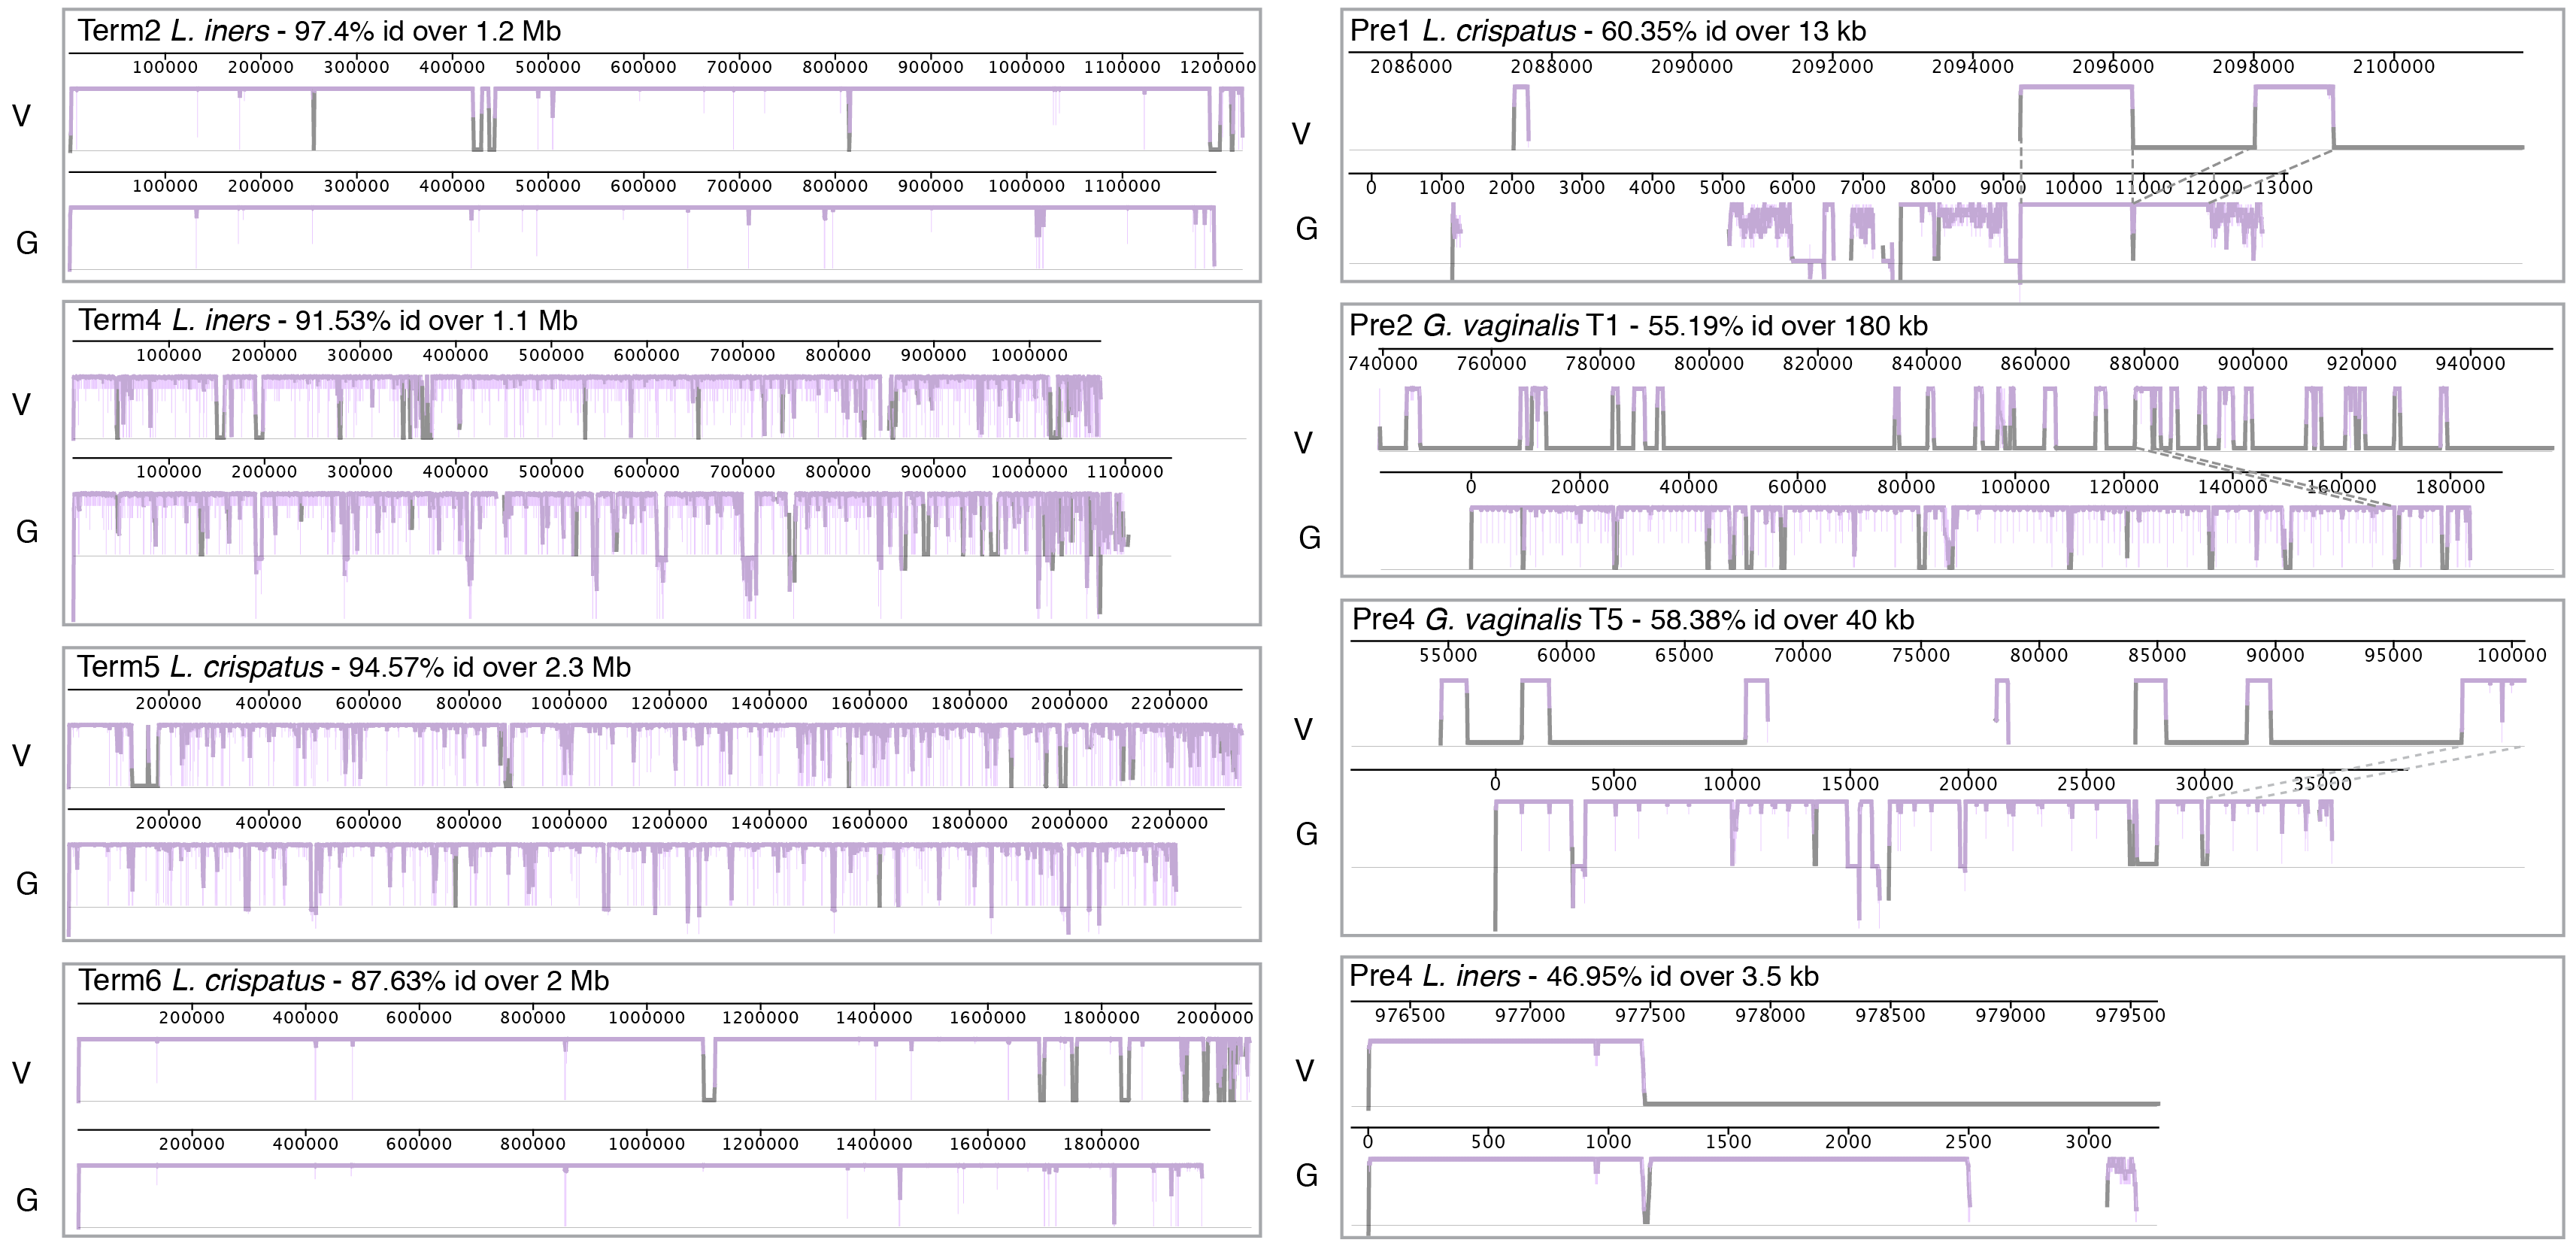 Term2 L. iners - 97.4% id over 1.2 Mb
100000 200000 300000 400000 500000 600000 700000 800000 900000 1000000 1100000 1200000
V
100000 200000 300000 400000 500000 600000 700000 800000 900000 1000000 1100000
G
Term4 L. iners - 91.53% id over 1.1 Mb
100000 200000 300000 400000 500000 600000 700000 800000 900000 1000000
V
100000 200000 300000 400000 500000 600000 700000 800000 900000 1000000 1100000
G
Term5 L. crispatus - 94.57% id over 2.3 Mb
200000 400000 600000 800000 1000000 1200000 1400000 1600000 1800000 2000000 2200000
V
200000 400000 600000 800000 1000000 1200000 1400000 1600000 1800000 2000000 2200000
G
Term6 L. crispatus - 87.63% id over 2 Mb
200000 400000 600000 800000 1000000 1200000 1400000 1600000 1800000 2000000
V
200000 400000 600000 800000 1000000 1200000 1400000 1600000 1800000
G
Pre1 L. crispatus - 60.35% id over 13 kb
2086000 2088000 2090000 2092000 2094000 2096000 2098000 2100000
V
0 1000 2000 3000 4000 5000 6000 7000 8000 9000 10000 11000 12000 13000
G
Pre2 G. vaginalis T1 - 55.19% id over 180 kb
740000 760000 780000 800000 820000 840000 860000 880000 900000 920000 940000
V
0 20000 40000 60000 80000 100000 120000 140000 160000 180000
G
Pre4 G. vaginalis T5 - 58.38% id over 40 kb
55000 60000 65000 70000 75000 80000 85000 90000 95000 100000
V
0 5000 10000 15000 20000 25000 30000 35000
G
Pre4 L. iners - 46.95% id over 3.5 kb
976500 977000 977500 978000 978500 979000 979500
V
0 500 1000 1500 2000 2500 3000
G